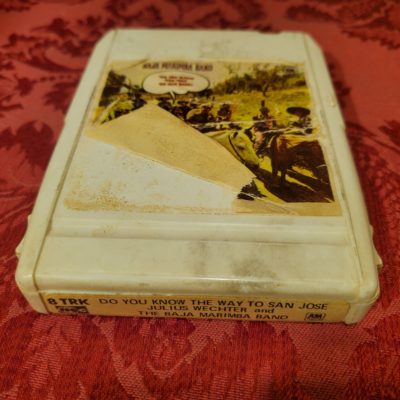 BAJA MARIMBA BAND
8 TRK DO YOU KNOW THE WAY TO SAN JOSE
JULIUS WECHTER and
THE BAJA MARIMBA BAND
A&M